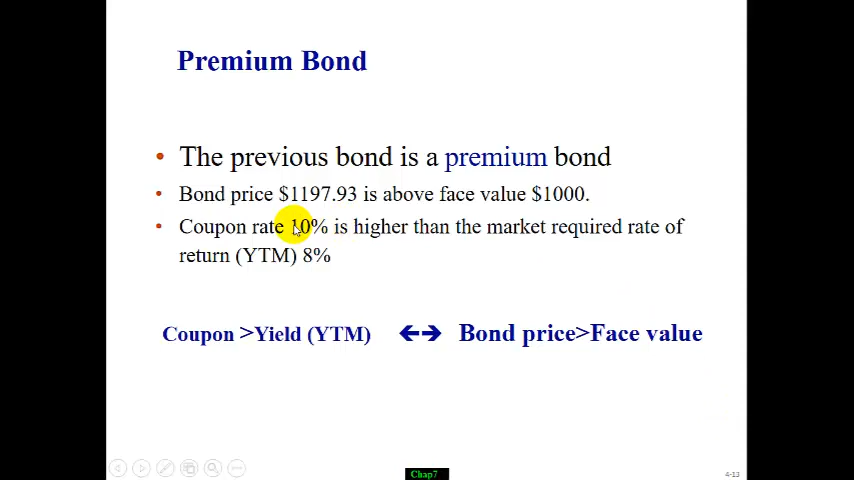 Premium Bond
• The previous bond is a premium bond
• Bond price $1197.93 is above face value $1000.
• Coupon rate 10% is higher than the market required rate of
return (YTM) 8%
Coupon >Yield (YTM) ←→ Bond price>Face value
Chap7
4-13